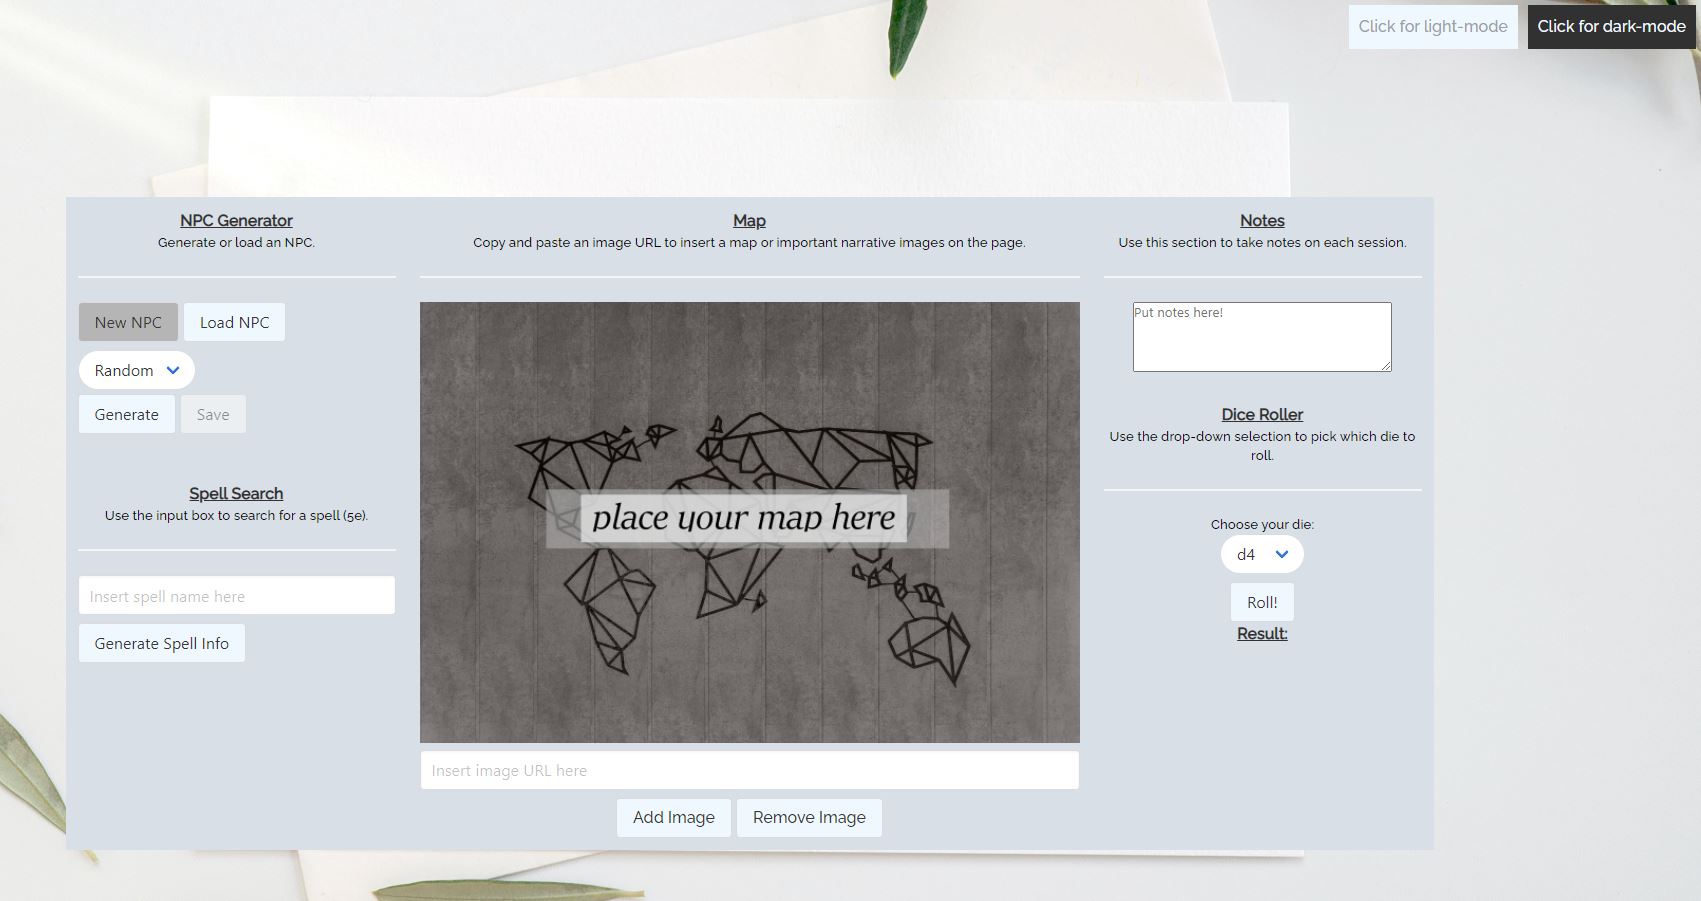 Click for light-mode
Click for dark-mode
NPC Generator
Generate or load an NPC.
New NPC
Load NPC
Random
Generate
Save
Spell Search
Use the input box to search for a spell (5e).
Insert spell name here
Generate Spell Info
Map
Copy and paste an image URL to insert a map or important narrative images on the page.
place your map here
Insert image URL here
Add Image
Remove Image
Notes
Use this section to take notes on each session.
Put notes here!
Dice Roller
Use the drop-down selection to pick which die to
roll.
Choose your die:
d4
Roll!
Result: